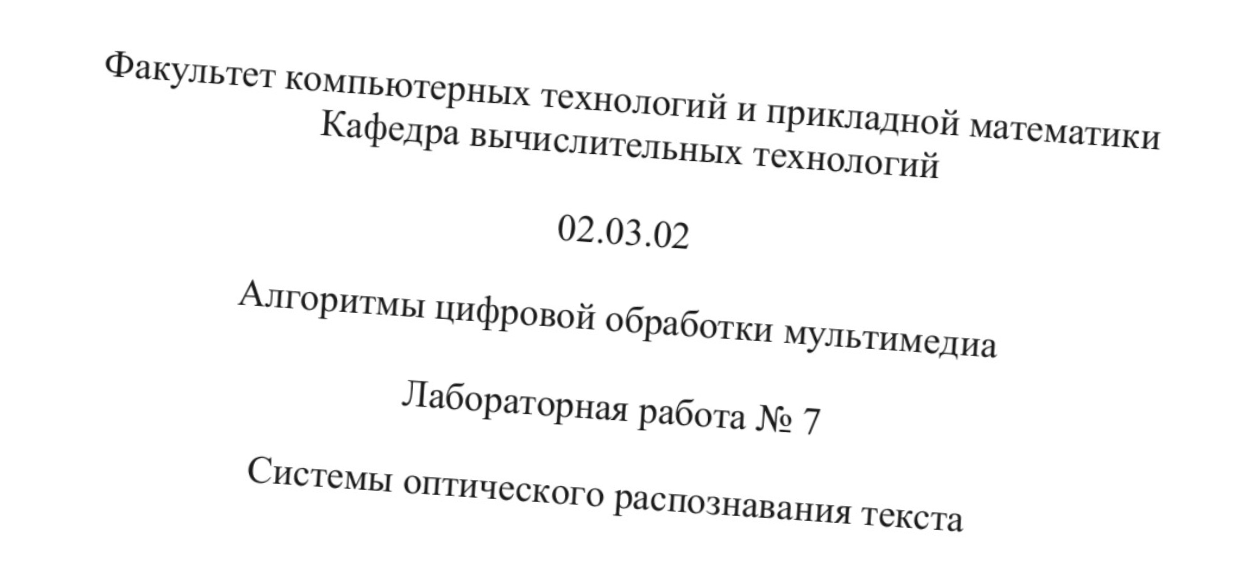 Факультет компьютерных технологий и прикладной математики
Кафедра вычислительных технологий
02.03.02
Алгоритмы цифровой обработки мультимедиа
Лабораторная работа № 7
Системы оптического распознавания текста